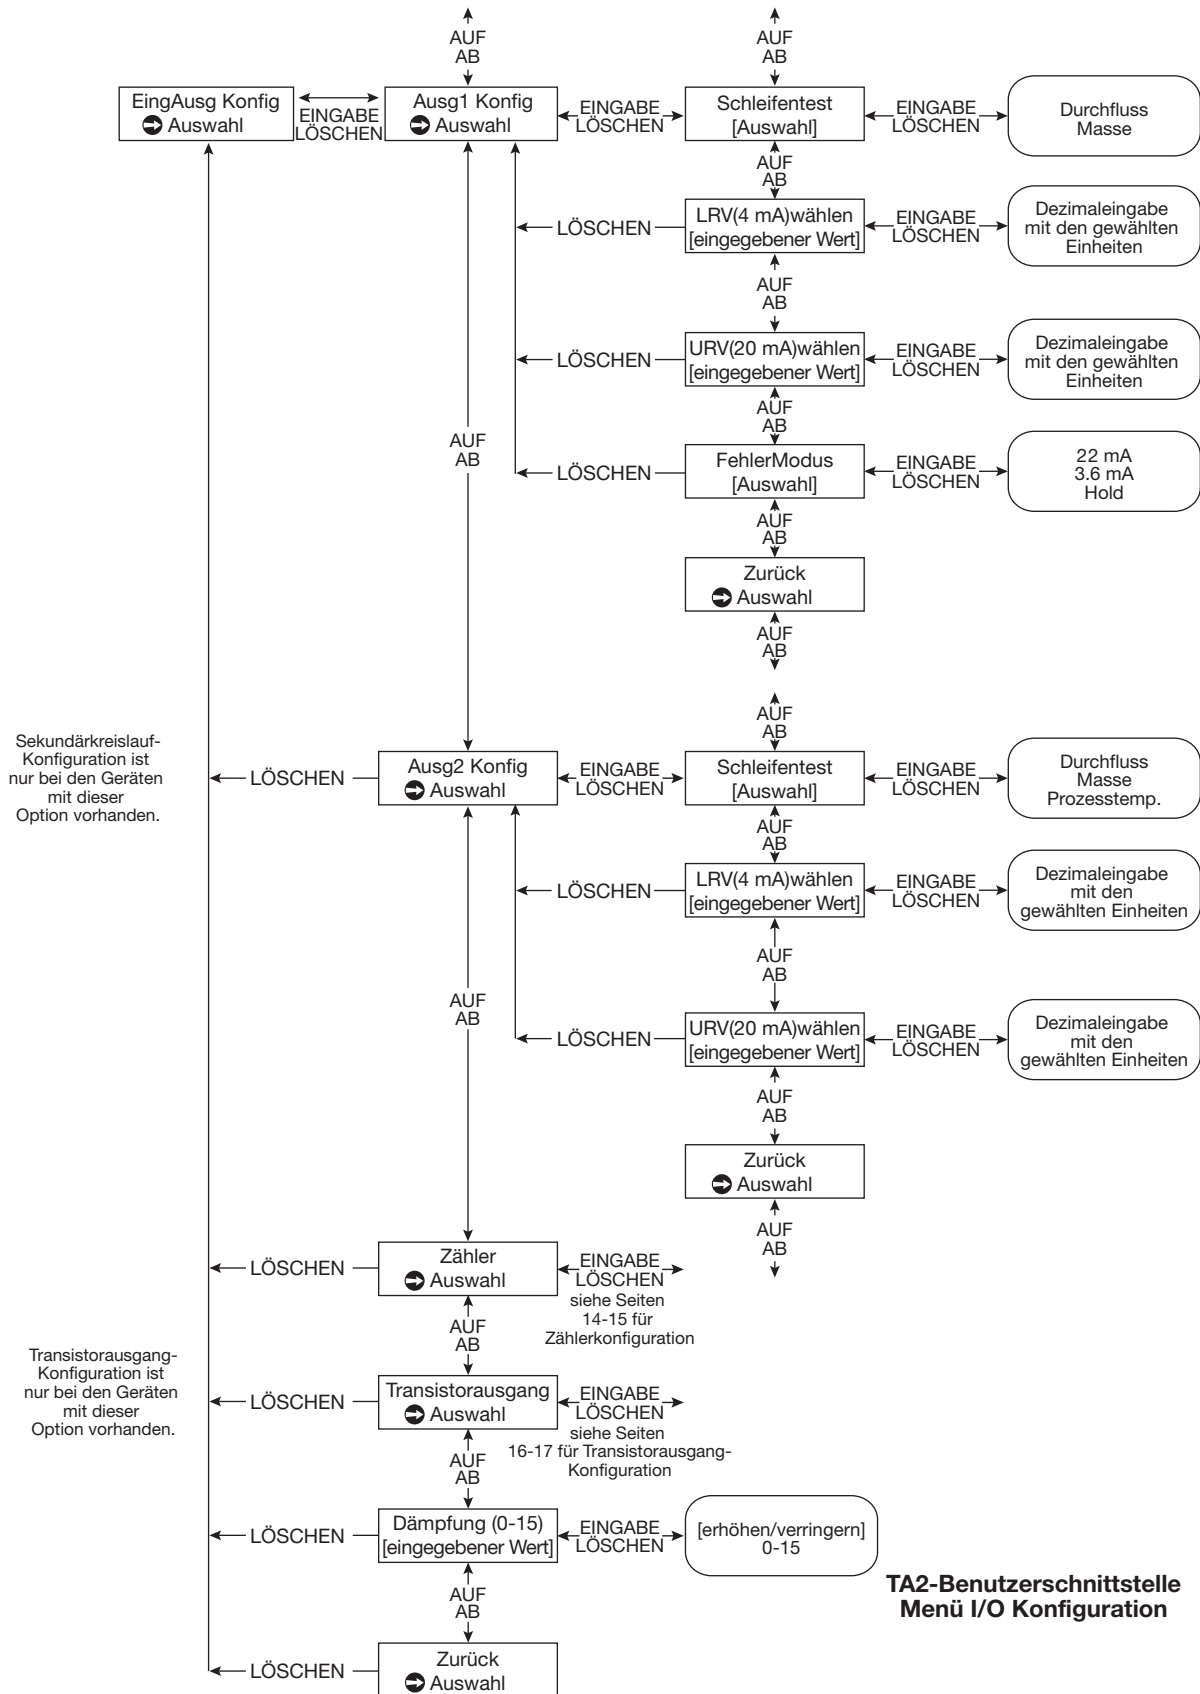 AUF
AB
AUF
AB
EingAusg Konfig
Auswahl
EINGABE
LÖSCHEN
Ausg1 Konfig
Auswahl
EINGABE
LÖSCHEN
Schleifentest
[Auswahl]
EINGABE
LÖSCHEN
Durchfluss
Masse
AUF
AB
LÖSCHEN
LRV(4 mA)wählen
[eingegebener Wert]
EINGABE
LÖSCHEN
Dezimaleingabe
mit den gewählten
Einheiten
AUF
AB
LÖSCHEN
URV(20 mA)wählen
[eingegebener Wert]
EINGABE
LÖSCHEN
Dezimaleingabe
mit den gewählten
Einheiten
AUF
AB
AUF
AB
LÖSCHEN
FehlerModus
[Auswahl]
EINGABE
LÖSCHEN
22 mA
3.6 mA
Hold
AUF
AB
Zurück
Auswahl
AUF
AB
AUF
AB
Sekundärkreislauf-
Konfiguration ist
nur bei den Geräten
mit dieser
Option vorhanden.
LÖSCHEN
Ausg2 Konfig
Auswahl
EINGABE
LÖSCHEN
Schleifentest
[Auswahl]
EINGABE
LÖSCHEN
Durchfluss
Masse
Prozesstemp.
AUF
AB
LÖSCHEN
LRV(4 mA)wählen
[eingegebener Wert]
EINGABE
LÖSCHEN
Dezimaleingabe
mit den
gewählten Einheiten
AUF
AB
AUF
AB
LÖSCHEN
URV(20 mA)wählen
[eingegebener Wert]
EINGABE
LÖSCHEN
Dezimaleingabe
mit den
gewählten Einheiten
AUF
AB
Zurück
Auswahl
AUF
AB
LÖSCHEN
Zähler
Auswahl
EINGABE
LÖSCHEN
siehe Seiten
14-15 für
Zählerkonfiguration
AUF
AB
Transistorausgang-
Konfiguration ist
nur bei den Geräten
mit dieser
Option vorhanden.
LÖSCHEN
Transistorausgang
Auswahl
EINGABE
LÖSCHEN
siehe Seiten
16-17 für Transistorausgang-
Konfiguration
AUF
AB
LÖSCHEN
Dämpfung (0-15)
[eingegebener Wert]
EINGABE
LÖSCHEN
[erhöhen/verringern]
0-15
AUF
AB
TA2-Benutzerschnittstelle
Menü I/O Konfiguration
LÖSCHEN
Zurück
Auswahl